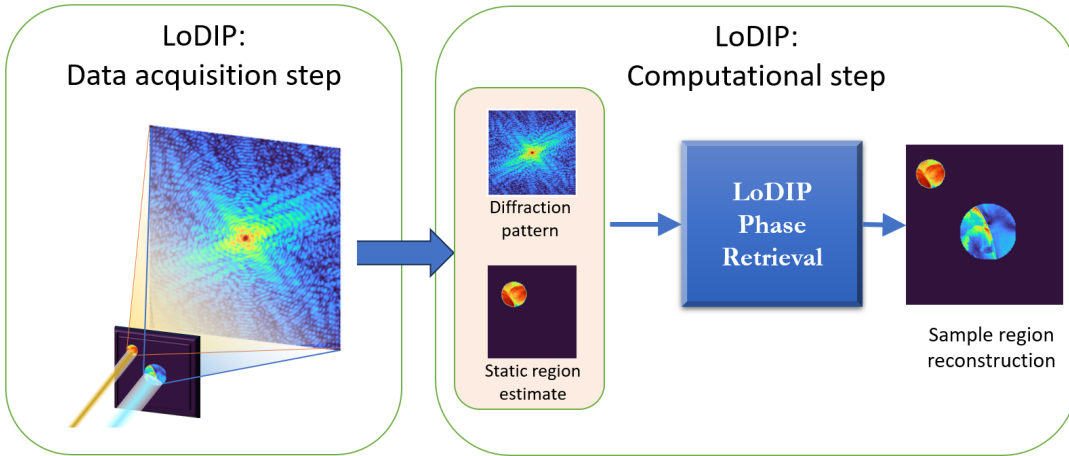 LoDIP:
Data acquisition step
LoDIP:
Computational step
Diffraction
pattern
Static region
estimate
LoDIP
Phase
Retrieval
Sample region
reconstruction